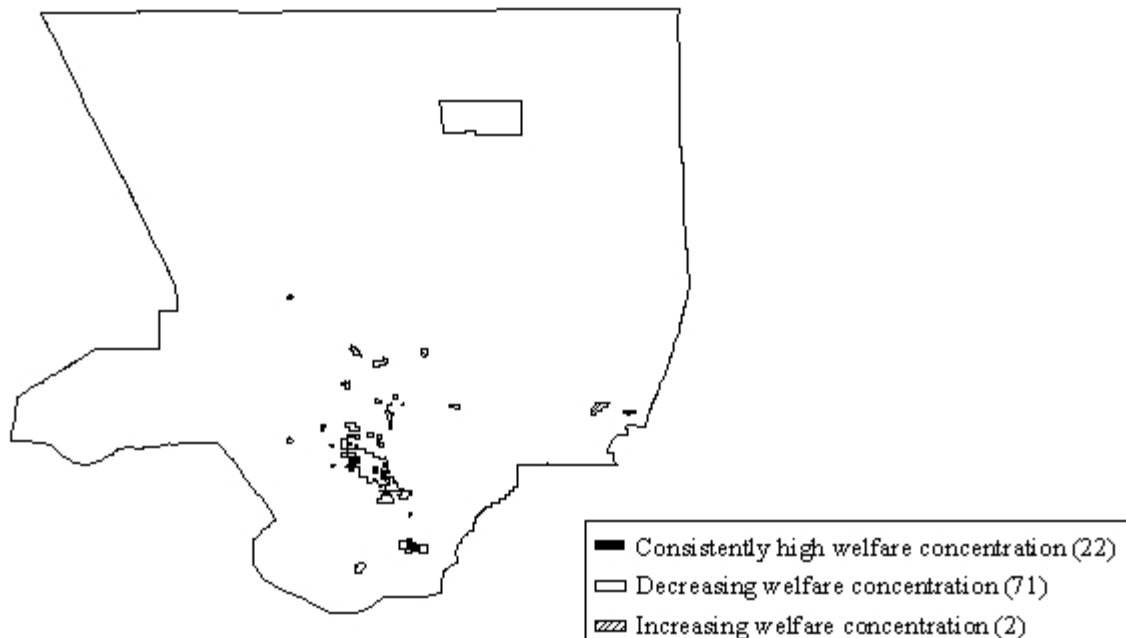 Consistently high welfare concentration (22)
Decreasing welfare concentration (71)
Increasing welfare concentration (2)